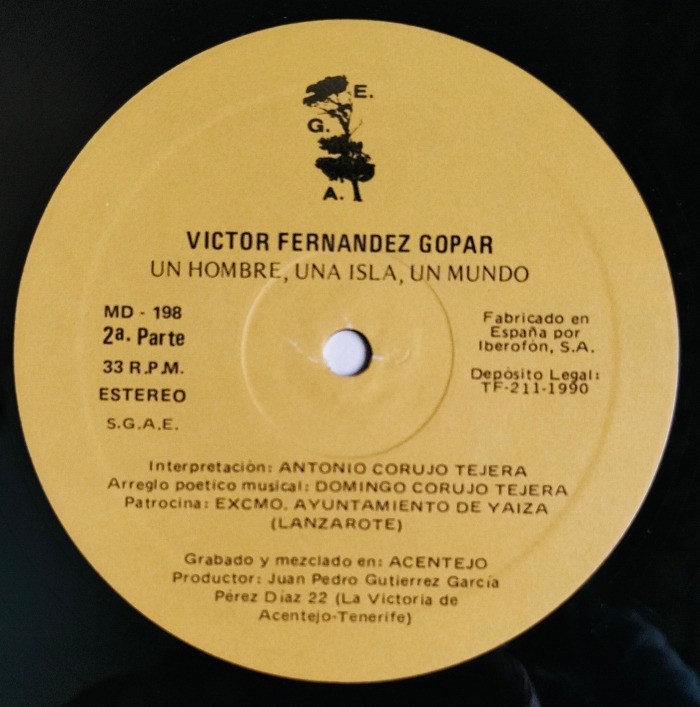 E.
G.
A.
VICTOR FERNANDEZ GOPAR
UN HOMBRE, UNA ISLA, UN MUNDO
MD - 198
2ª. Parte
33 R.P.M.
ESTEREO
S.G.A.E.
Fabricado en
España por
Iberofón, S.A.
Depósito Legal:
TF-211-1990
Interpretación: ANTONIO CORUJO TEJERA
Arreglo poetico musical: DOMINGO CORUJO TEJERA
Patrocina: EXCMO. AYUNTAMIENTO DE YAIZA
(LANZAROTE)
Grabado y mezclado en: ACENTEJO
Productor: Juan Pedro Gutierrez García
Pérez Díaz 22 (La Victoria de
Acentejo-Tenerife)